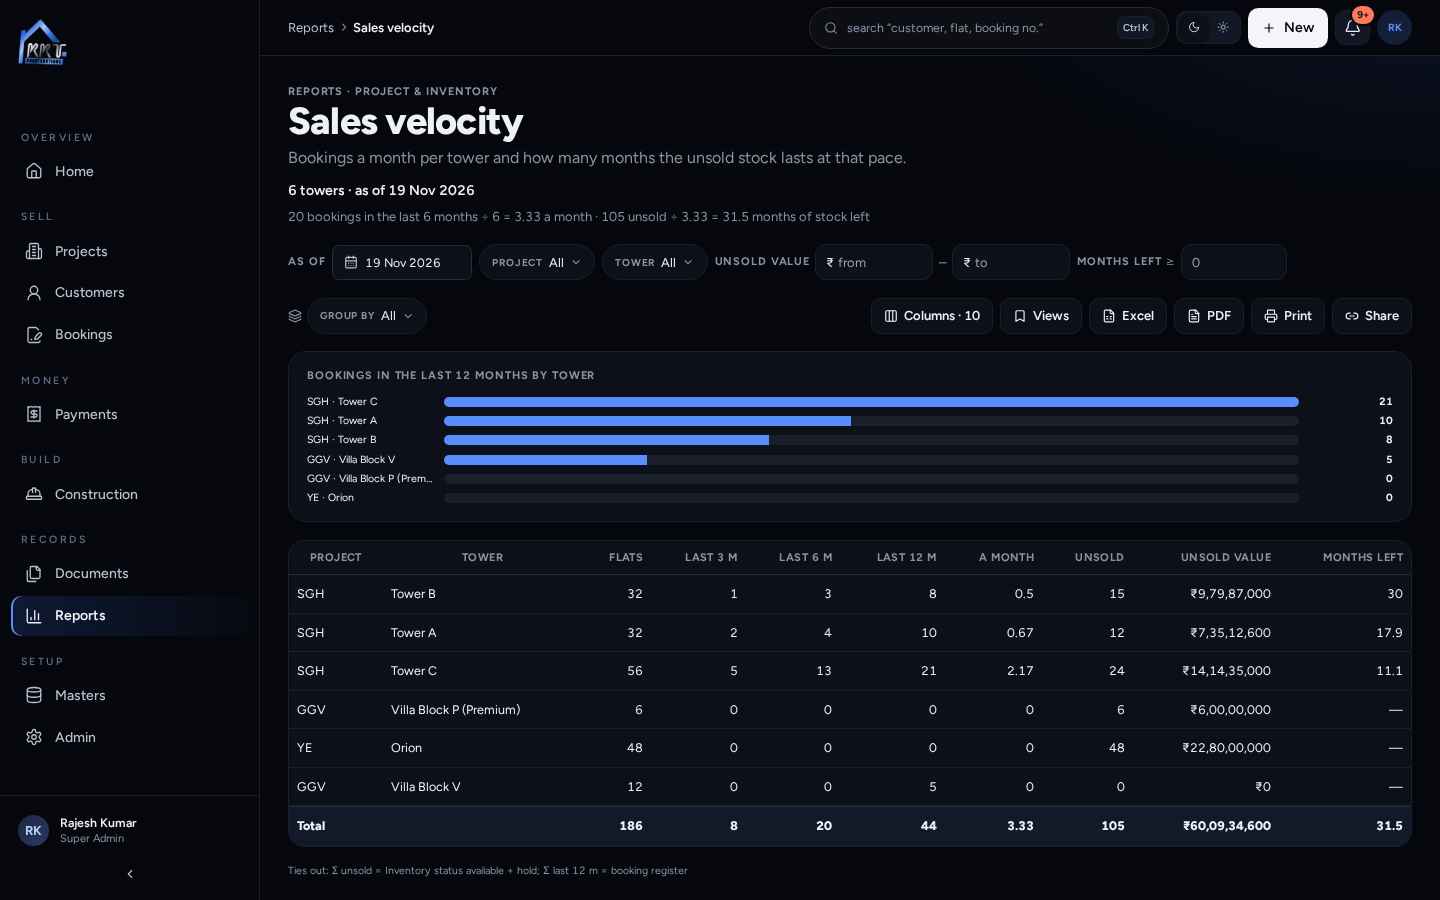 Reports > Sales velocity
search “customer, flat, booking no.”
Ctrl K
New
9+
RK
OVERVIEW
Home
SELL
Projects
Customers
Bookings
MONEY
Payments
BUILD
Construction
RECORDS
Documents
Reports
SETUP
Masters
Admin
RK
Rajesh Kumar
Super Admin
REPORTS · PROJECT & INVENTORY
Sales velocity
Bookings a month per tower and how many months the unsold stock lasts at that pace.
6 towers · as of 19 Nov 2026
20 bookings in the last 6 months ÷ 6 = 3.33 a month · 105 unsold ÷ 3.33 = 31.5 months of stock left
AS OF 19 Nov 2026 PROJECT All TOWER All UNSOLD VALUE ₹ from – ₹ to MONTHS LEFT ≥ 0
GROUP BY All Columns · 10 Views Excel PDF Print Share
BOOKINGS IN THE LAST 12 MONTHS BY TOWER
SGH · Tower C 21
SGH · Tower A 10
SGH · Tower B 8
GGV · Villa Block V 5
GGV · Villa Block P (Prem... 0
YE · Orion 0
PROJECT TOWER FLATS LAST 3 M LAST 6 M LAST 12 M A MONTH UNSOLD UNSOLD VALUE MONTHS LEFT
SGH Tower B 32 1 3 8 0.5 15 ₹9,79,87,000 30
SGH Tower A 32 2 4 10 0.67 12 ₹7,35,12,600 17.9
SGH Tower C 56 5 13 21 2.17 24 ₹14,14,35,000 11.1
GGV Villa Block P (Premium) 6 0 0 0 0 6 ₹6,00,00,000 —
YE Orion 48 0 0 0 0 48 ₹22,80,00,000 —
GGV Villa Block V 12 0 0 5 0 0 ₹0 —
Total 186 8 20 44 3.33 105 ₹60,09,34,600 31.5
Ties out: Σ unsold = Inventory status available + hold; Σ last 12 m = booking register